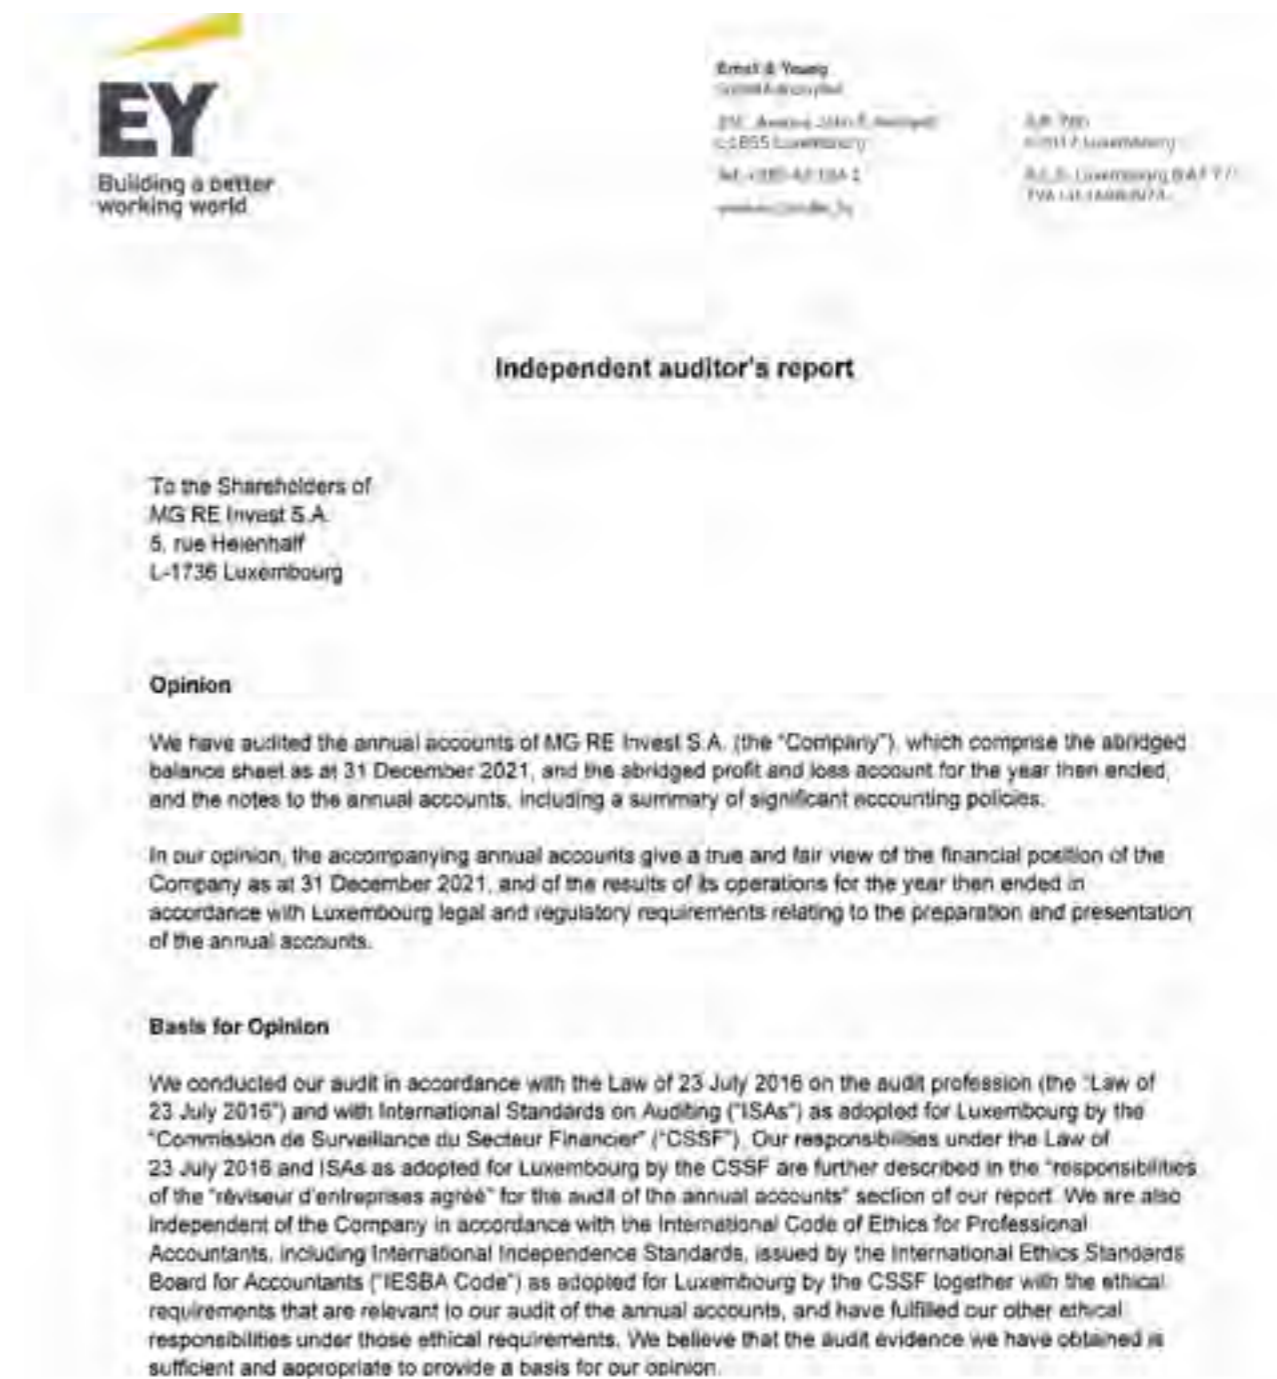 EY
Building a better
working world
Ernst & Young
Société anonyme
Avenue John F. Kennedy
L-1855 Luxembourg
Luxembourg
R.C.S. Luxembourg B
Independent auditor's report
To the Shareholders of
MG RE Invest S.A.
5, rue Heienhaff
L-1736 Luxembourg
Opinion
We have audited the annual accounts of MG RE Invest S.A. (the "Company"), which comprise the abridged
balance sheet as at 31 December 2021, and the abridged profit and loss account for the year then ended,
and the notes to the annual accounts, including a summary of significant accounting policies.
In our opinion, the accompanying annual accounts give a true and fair view of the financial position of the
Company as at 31 December 2021, and of the results of its operations for the year then ended in
accordance with Luxembourg legal and regulatory requirements relating to the preparation and presentation
of the annual accounts.
Basis for Opinion
We conducted our audit in accordance with the Law of 23 July 2016 on the audit profession (the "Law of
23 July 2016") and with International Standards on Auditing ("ISAs") as adopted for Luxembourg by the
"Commission de Surveillance du Secteur Financier" ("CSSF"). Our responsibilities under the Law of
23 July 2016 and ISAs as adopted for Luxembourg by the CSSF are further described in the "responsibilities
of the "réviseur d'entreprises agréé" for the audit of the annual accounts" section of our report. We are also
independent of the Company in accordance with the International Code of Ethics for Professional
Accountants, including International Independence Standards, issued by the International Ethics Standards
Board for Accountants ("IESBA Code") as adopted for Luxembourg by the CSSF together with the ethical
requirements that are relevant to our audit of the annual accounts, and have fulfilled our other ethical
responsibilities under those ethical requirements. We believe that the audit evidence we have obtained is
sufficient and appropriate to provide a basis for our opinion.